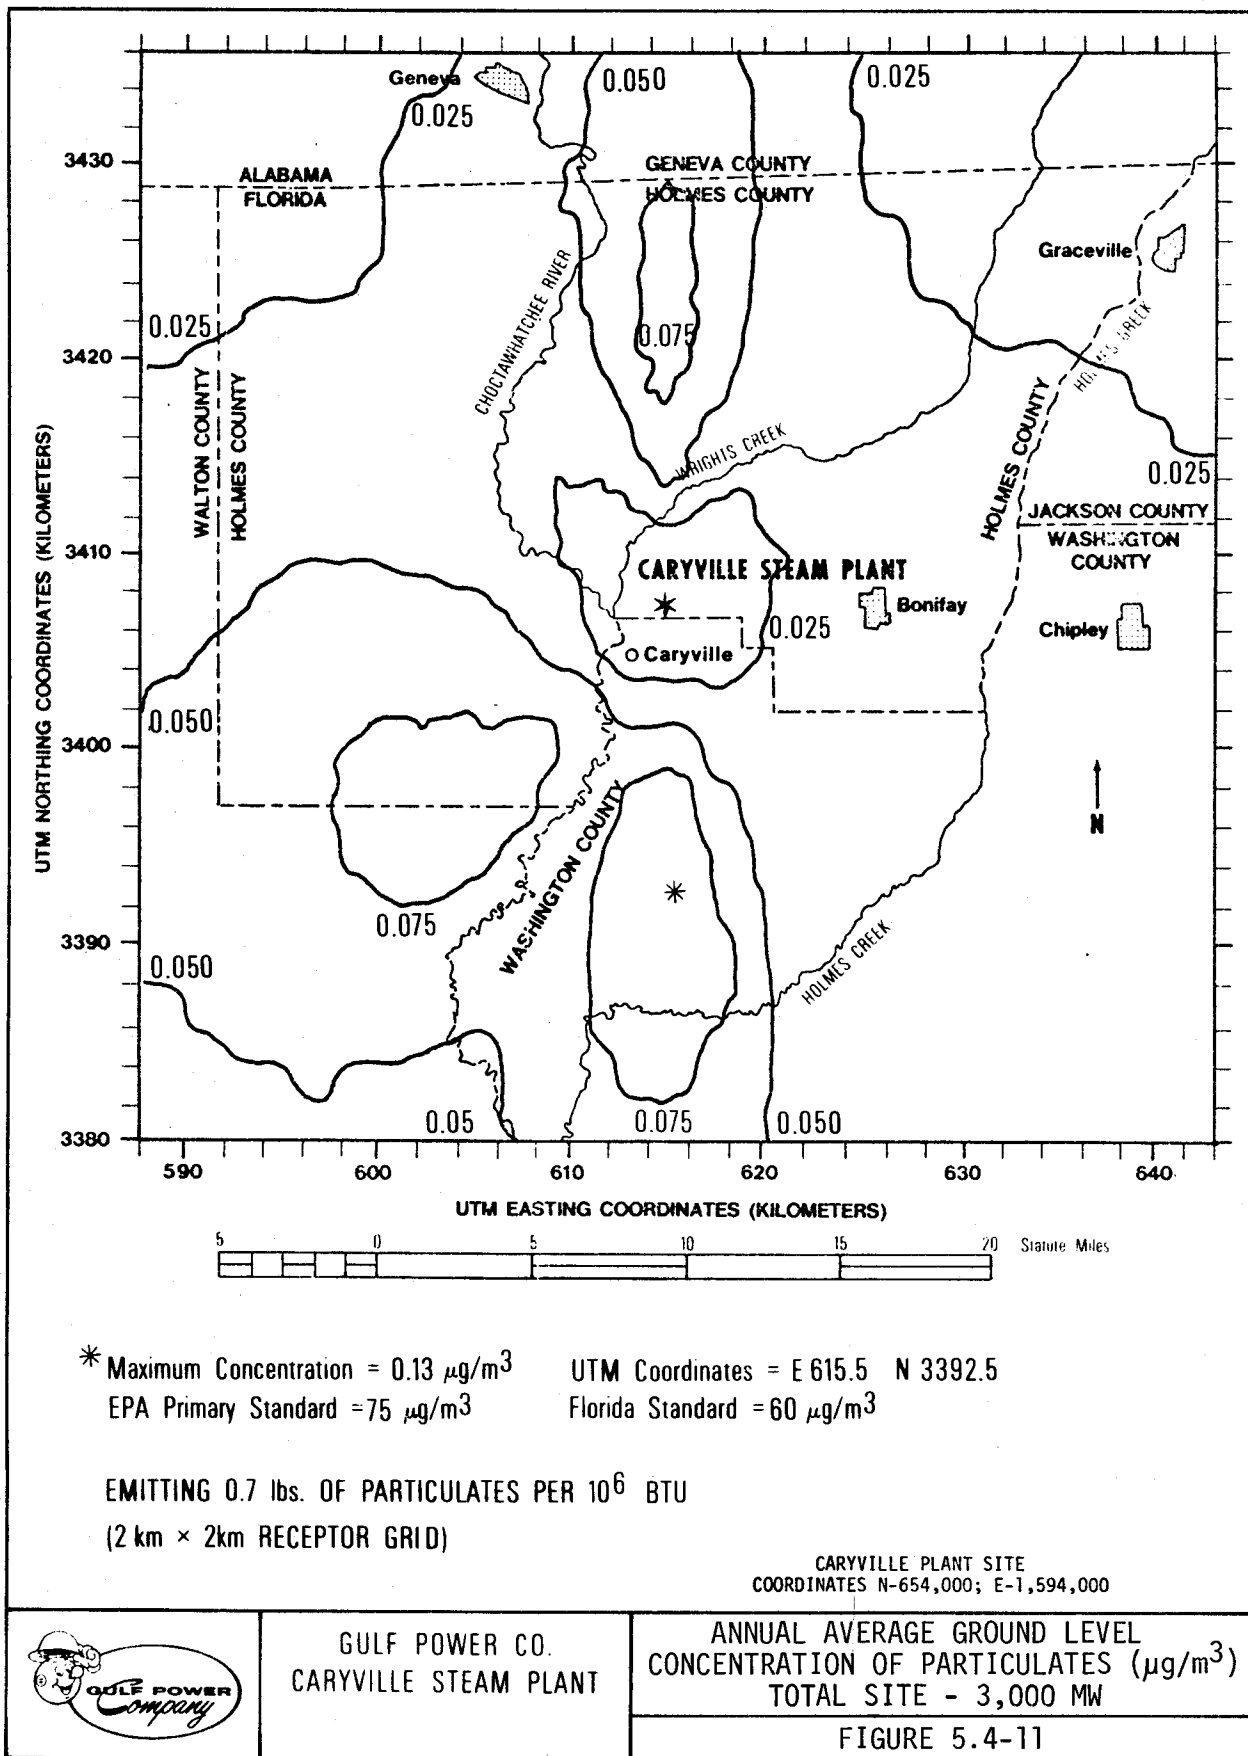 Geneva
0.025
0.050
0.025
3430
ALABAMA
FLORIDA
GENEVA COUNTY
HOLMES COUNTY
Graceville
CHOCTAWHATCHEE RIVER
0.025
0.075
HOLMES CREEK
3420
WALTON COUNTY
HOLMES COUNTY
WRIGHTS CREEK
HOLMES COUNTY
0.025
JACKSON COUNTY
WASHINGTON
COUNTY
3410
CARYVILLE STEAM PLANT
Bonifay
0.025
Chipley
Caryville
0.050
3400
N
WASHINGTON COUNTY
0.075
3390
0.050
HOLMES CREEK
0.05
0.075
0.050
3380
590
600
610
620
630
640
UTM NORTHING COORDINATES (KILOMETERS)
UTM EASTING COORDINATES (KILOMETERS)
5 0 5 10 15 20 Statute Miles
* Maximum Concentration = 0.13 µg/m³ UTM Coordinates = E 615.5 N 3392.5
EPA Primary Standard =75 µg/m³ Florida Standard =60 µg/m³
EMITTING 0.7 lbs. OF PARTICULATES PER 10⁶ BTU
(2 km × 2km RECEPTOR GRID)
CARYVILLE PLANT SITE
COORDINATES N-654,000; E-1,594,000
GULF POWER
Company
GULF POWER CO.
CARYVILLE STEAM PLANT
ANNUAL AVERAGE GROUND LEVEL
CONCENTRATION OF PARTICULATES (µg/m³)
TOTAL SITE - 3,000 MW
FIGURE 5.4-11